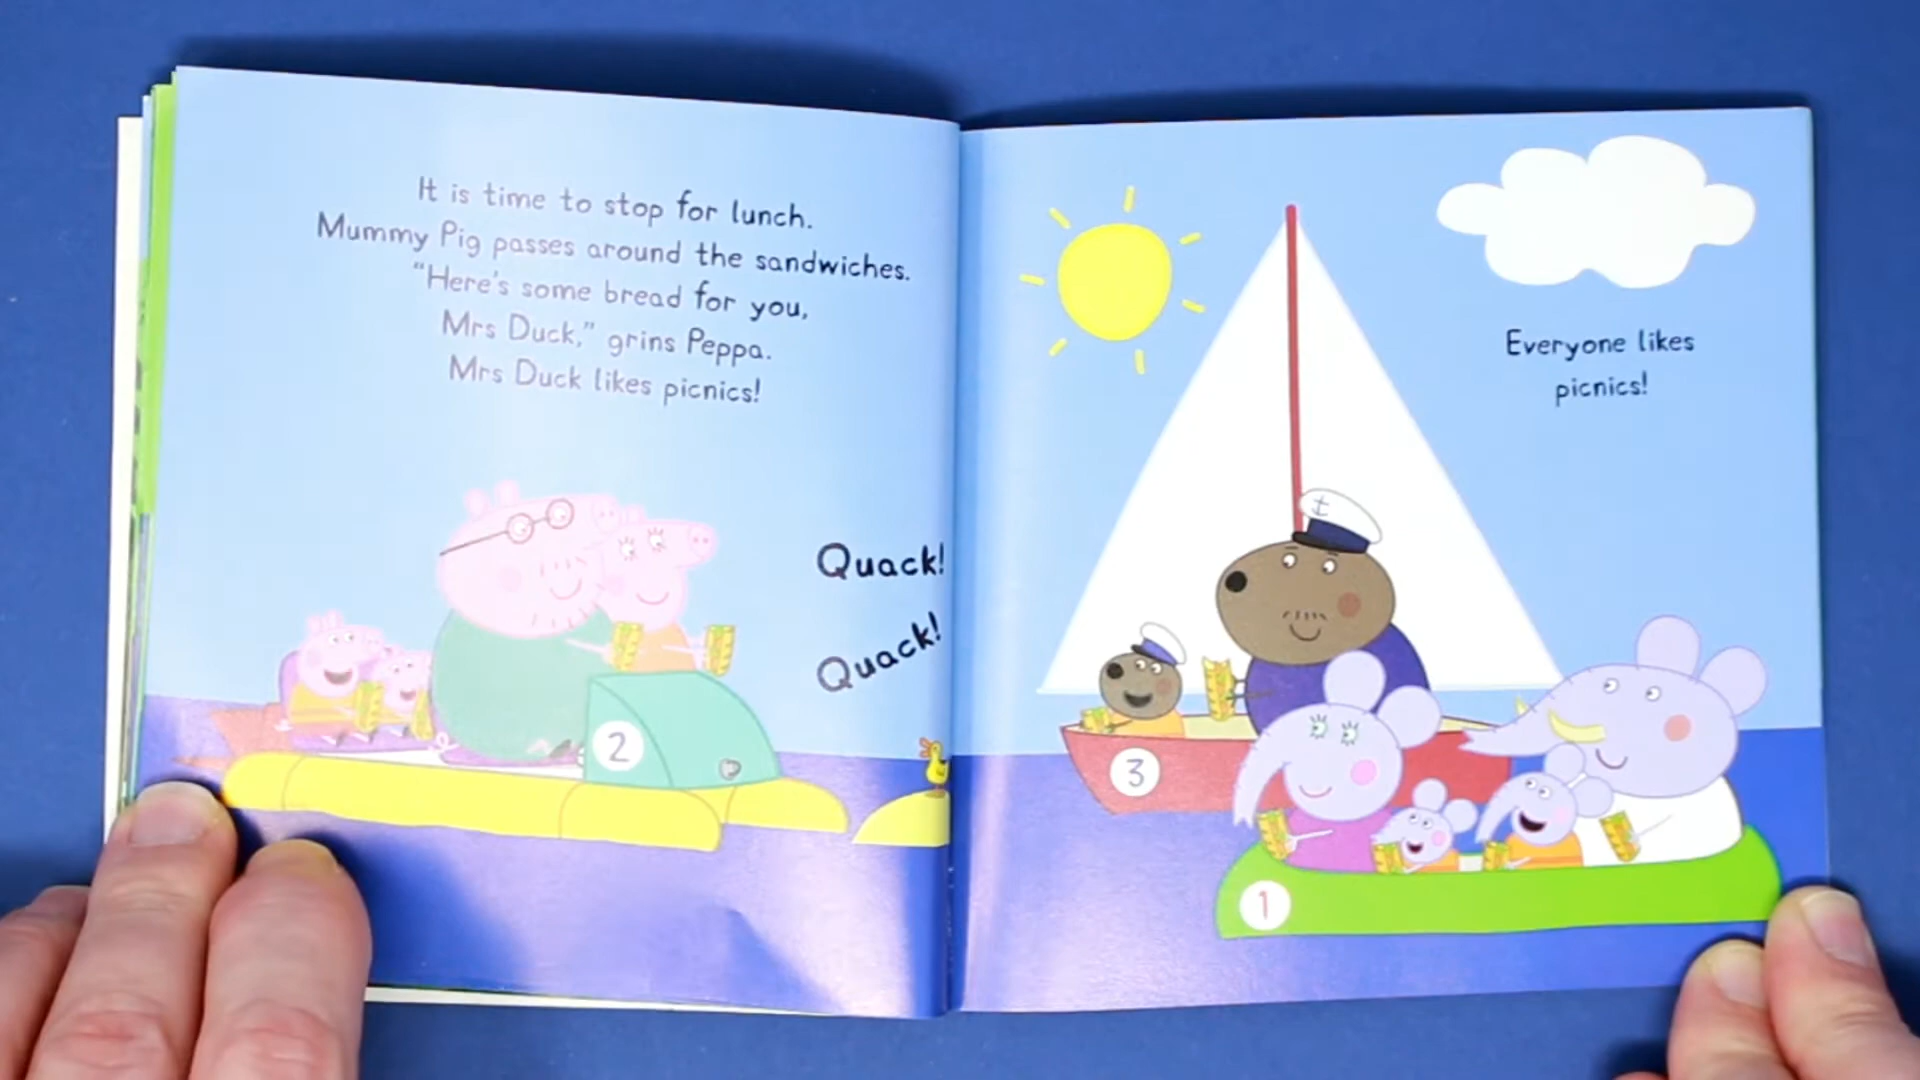 It is time to stop for lunch.
Mummy Pig passes around the sandwiches.
“Here's some bread for you,
Mrs Duck,” grins Peppa.
Mrs Duck likes picnics!
Quack!
Quack!
2
Everyone likes
picnics!
3
1